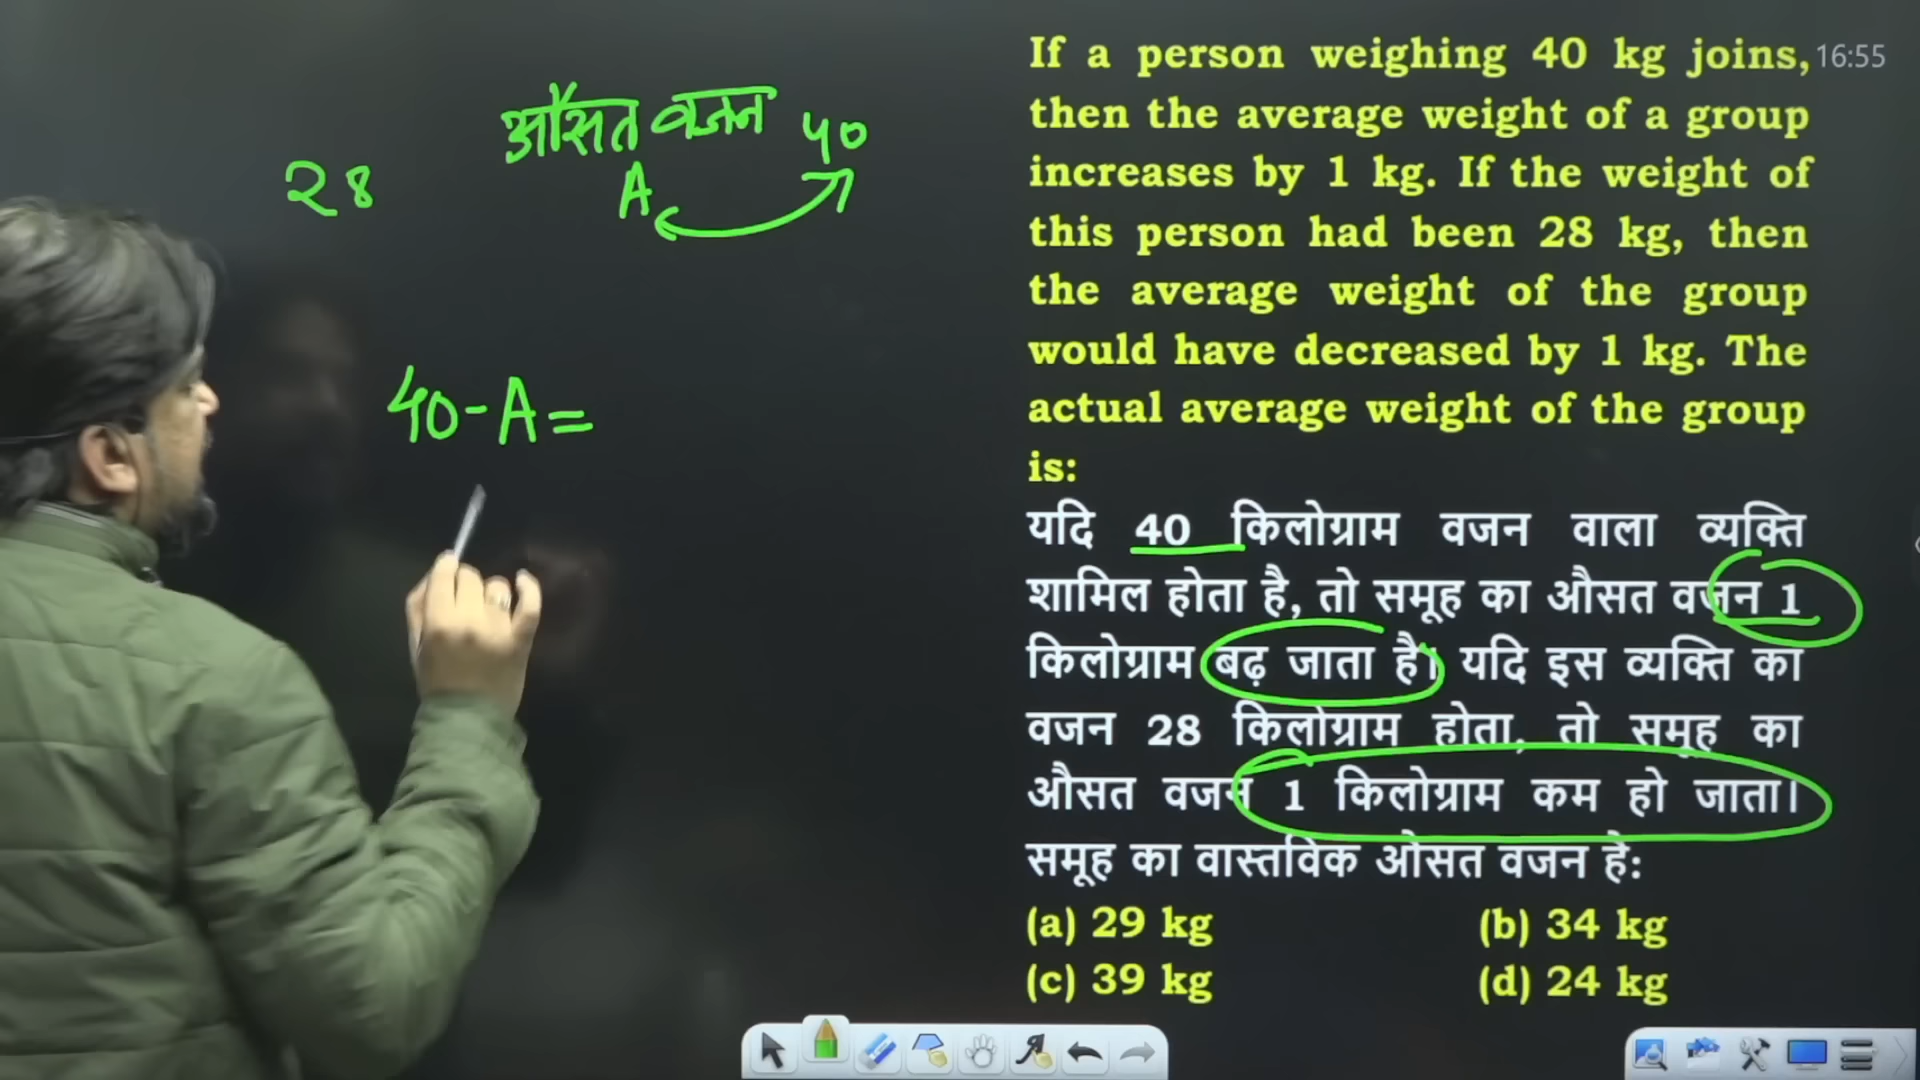 If a person weighing 40 kg joins,
16:55
then the average weight of a group
increases by 1 kg. If the weight of
this person had been 28 kg, then
the average weight of the group
would have decreased by 1 kg. The
actual average weight of the group
is:
यदि 40 किलोग्राम वजन वाला व्यक्ति
शामिल होता है, तो समूह का औसत वजन 1
किलोग्राम बढ़ जाता है। यदि इस व्यक्ति का
वजन 28 किलोग्राम होता, तो समूह का
औसत वजन 1 किलोग्राम कम हो जाता।
समूह का वास्तविक औसत वजन है:
(a) 29 kg (b) 34 kg
(c) 39 kg (d) 24 kg
औसत वजन 40
28 A
40-A=